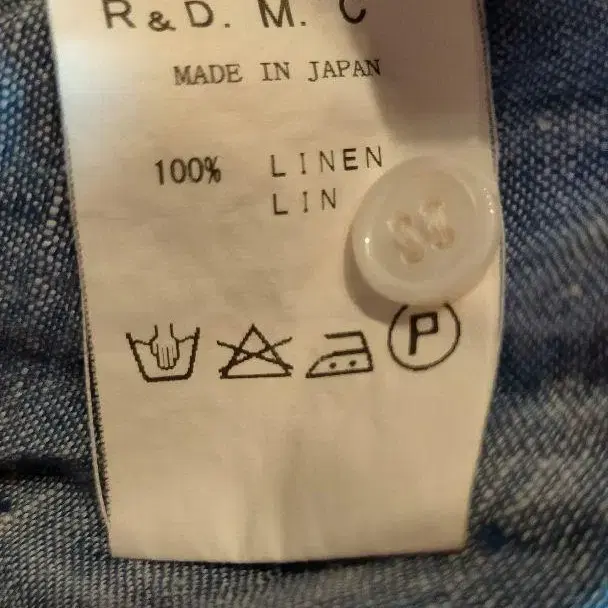 R & D. M. C
MADE IN JAPAN
100% LINEN
LIN
P